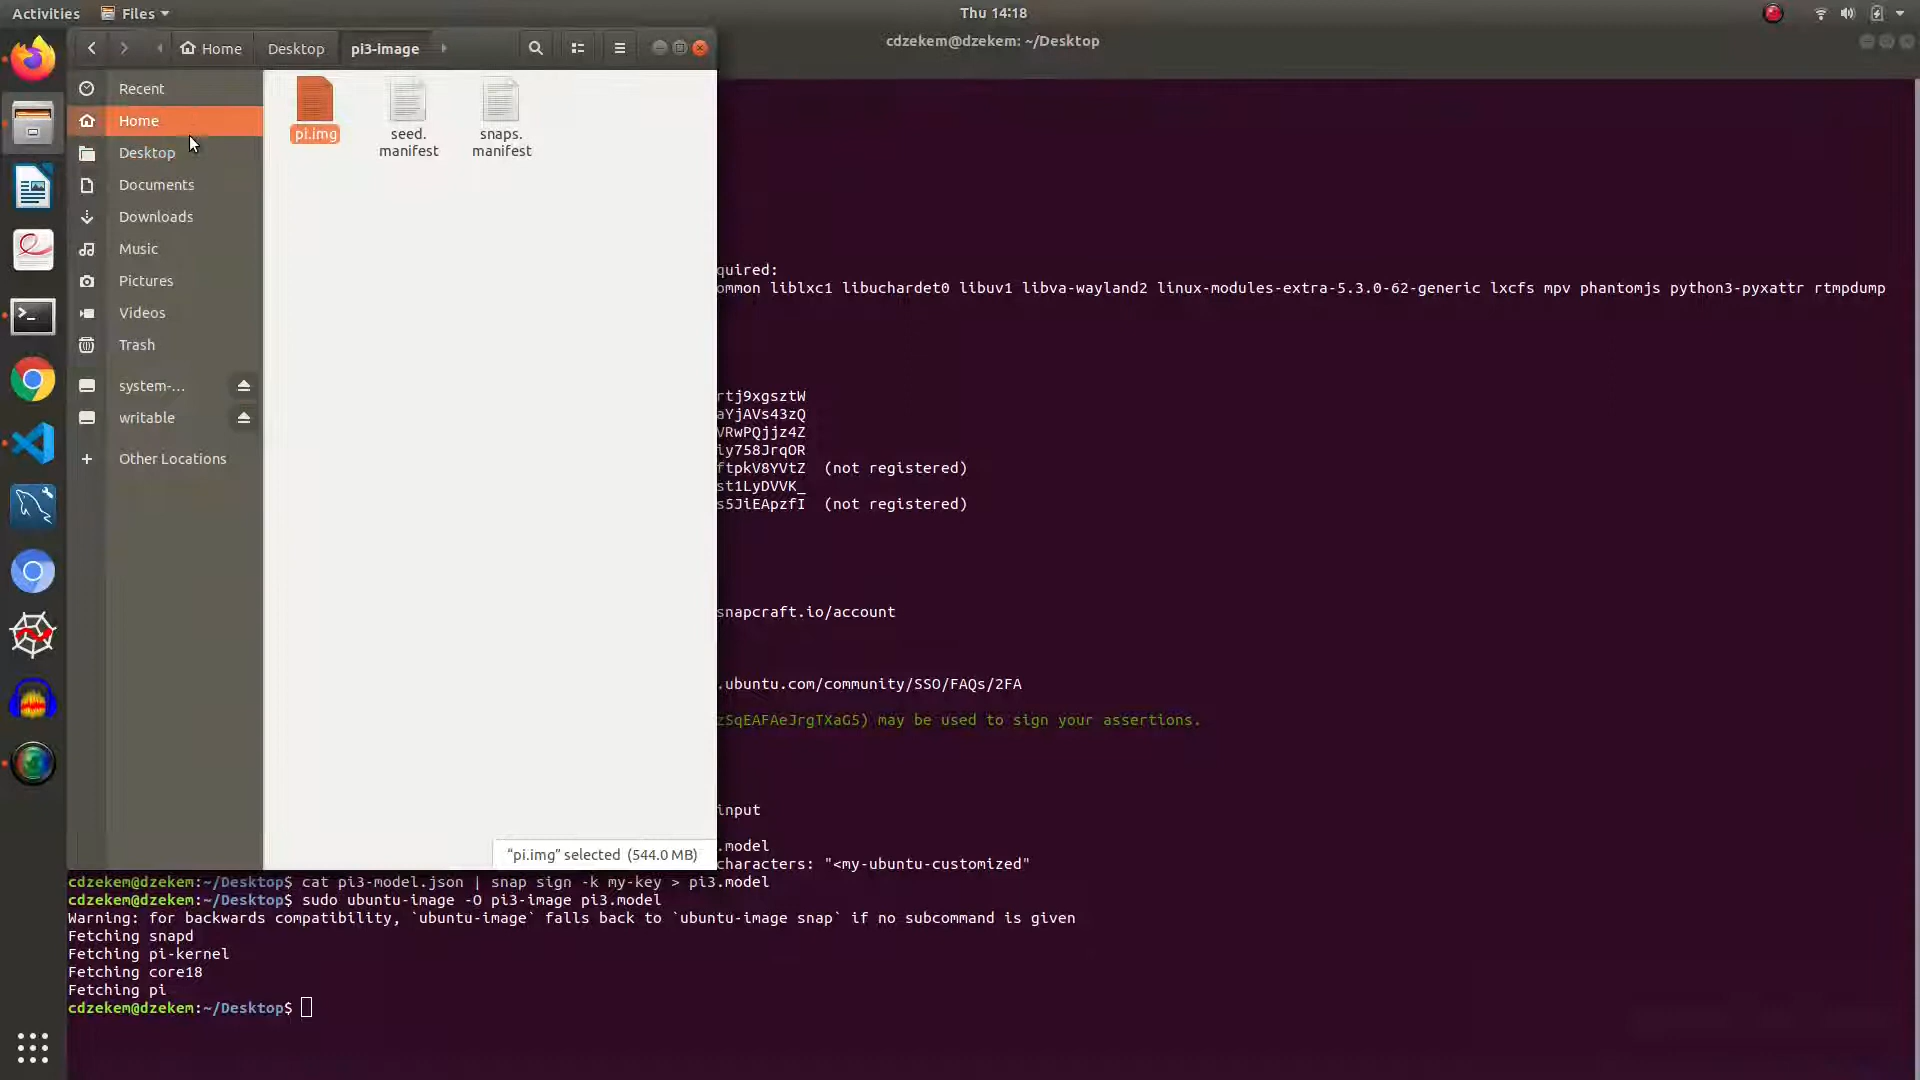 Activities
Files
Thu 14:18
Home
Desktop
pi3-image
cdzekem@dzekem: ~/Desktop
Recent
Home
Desktop
Documents
Downloads
Music
Pictures
Videos
Trash
system-...
writable
Other Locations
pi.img
seed.
manifest
snaps.
manifest
"pi.img" selected (544.0 MB)
quired:
ommon liblxc1 libuchardet0 libuv1 libva-wayland2 linux-modules-extra-5.3.0-62-generic lxcfs mpv phantomjs python3-pyxattr rtmpdump
rtj9xgsztW
aYjAVs43zQ
VRwPQjjz4Z
iy758JrqOR
ftpkV8YVtZ (not registered)
st1LyDVVK_
s5JiEApzfI (not registered)
snapcraft.io/account
.ubuntu.com/community/SSO/FAQs/2FA
zSqEAFAeJrgTXaG5) may be used to sign your assertions.
input
.model
characters: "<my-ubuntu-customized"
cdzekem@dzekem:~/Desktop$ cat pi3-model.json | snap sign -k my-key > pi3.model
cdzekem@dzekem:~/Desktop$ sudo ubuntu-image -O pi3-image pi3.model
Warning: for backwards compatibility, `ubuntu-image` falls back to `ubuntu-image snap` if no subcommand is given
Fetching snapd
Fetching pi-kernel
Fetching core18
Fetching pi
cdzekem@dzekem:~/Desktop$